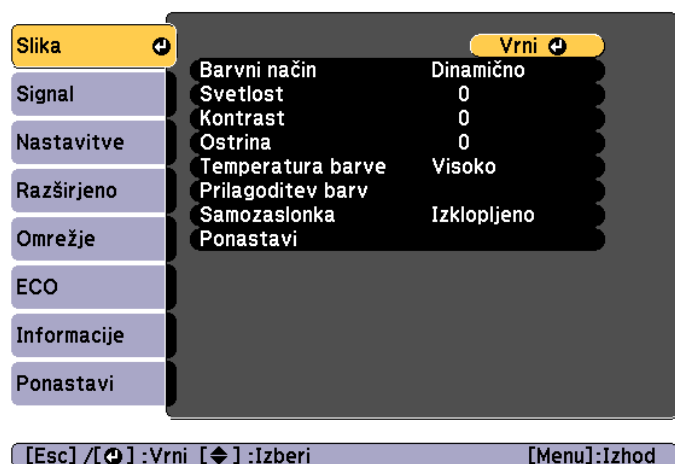 Slika
Signal
Nastavitve
Razširjeno
Omrežje
ECO
Informacije
Ponastavi
Vrni
Barvni način Dinamično
Svetlost 0
Kontrast 0
Ostrina 0
Temperatura barve Visoko
Prilagoditev barv
Samozaslonka Izklopljeno
Ponastavi
[Esc] /[ ] :Vrni [ ] :Izberi [Menu]:Izhod